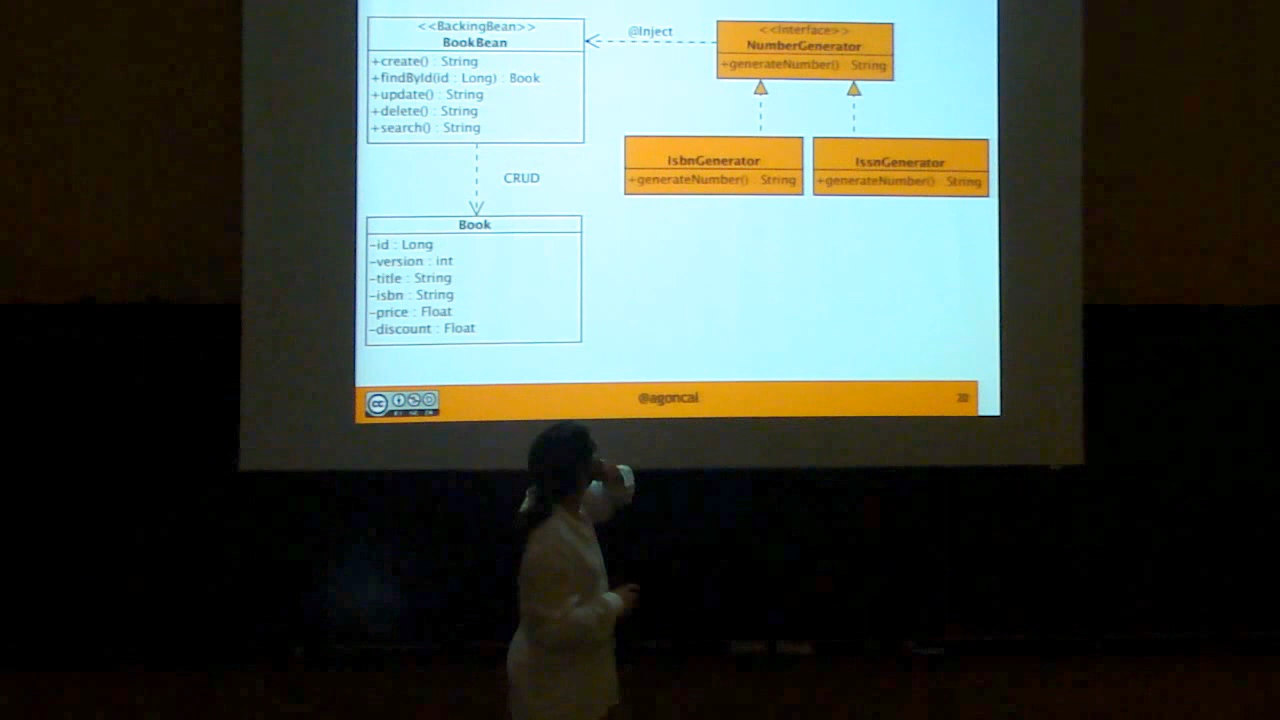 <<BackingBean>>
BookBean
+create() : String
+findById(id : Long) : Book
+update() : String
+delete() : String
+search() : String
@Inject
<<Interface>>
NumberGenerator
+generateNumber() String
IsbnGenerator
+generateNumber() String
IssnGenerator
+generateNumber() String
CRUD
Book
-id : Long
-version : int
-title : String
-isbn : String
-price : Float
-discount : Float
cc
@agoncal